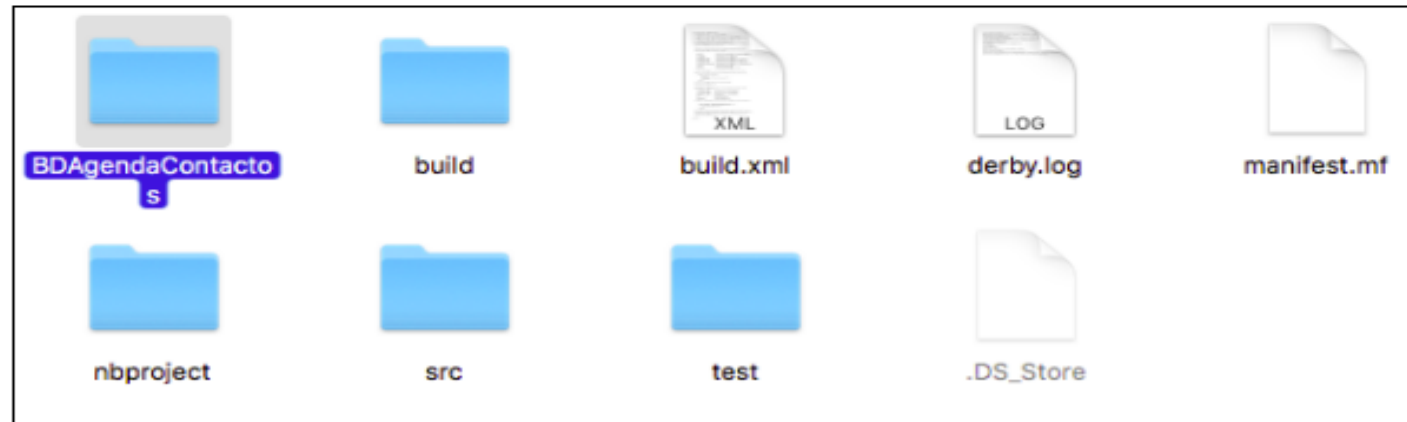 XML
LOG
BDAgendaContacto
s
build
build.xml
derby.log
manifest.mf
nbproject
src
test
.DS_Store